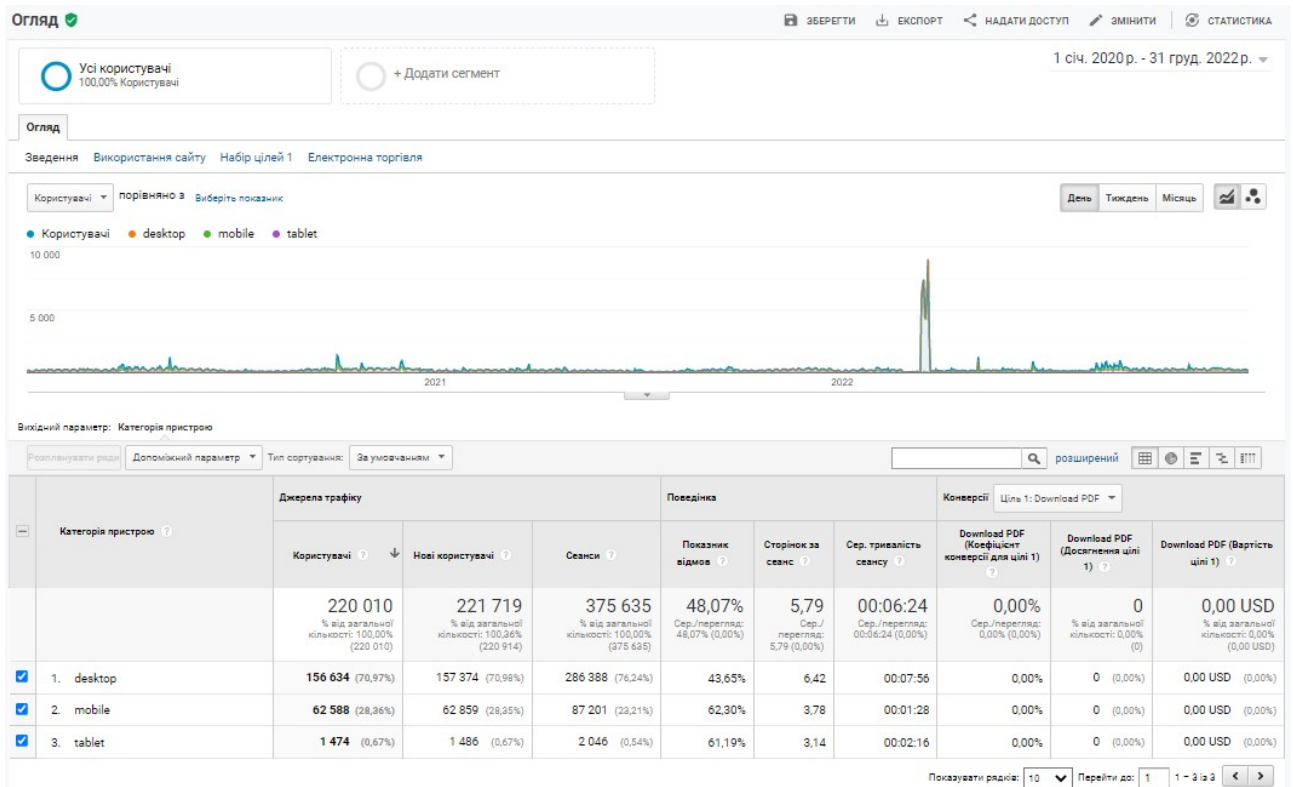 Огляд
ЗБЕРЕГТИ ЕКСПОРТ НАДАТИ ДОСТУП ЗМІНИТИ СТАТИСТИКА
Усі користувачі
100,00% Користувачі
+ Додати сегмент
1 січ. 2020 р. - 31 груд. 2022 р.
Огляд
Зведення Використання сайту Набір цілей 1 Електронна торгівля
Користувачі порівняно з Виберіть показник
День Тиждень Місяць
Користувачі desktop mobile tablet
10 000
5 000
2021 2022
Вихідний параметр: Категорія пристрою
Розпланувати ряди Допоміжний параметр Тип сортування: За умовчанням розширений
Джерела трафіку Поведінка Конверсії Ціль 1: Download PDF
Категорія пристрою ?
Користувачі ?
Нові користувачі ?
Сеанси ?
Показник
відмов ?
Сторінок за
сеанс ?
Сер. тривалість
сеансу ?
Download PDF
(Коефіцієнт
конверсії для цілі 1)
?
Download PDF
(Досягнення цілі
1) ?
Download PDF (Вартість
цілі 1) ?
220 010
% від загальної
кількості: 100,00%
(220 010)
221 719
% від загальної
кількості: 100,36%
(220 914)
375 635
% від загальної
кількості: 100,00%
(375 635)
48,07%
Сер./перегляд:
48,07% (0,00%)
5,79
Сер./
перегляд:
5,79 (0,00%)
00:06:24
Сер./перегляд:
00:06:24 (0,00%)
0,00%
Сер./перегляд:
0,00% (0,00%)
0
% від загальної
кількості: 0,00%
(0)
0,00 USD
% від загальної
кількості: 0,00%
(0,00 USD)
1. desktop 156 634 (70,97%) 157 374 (70,98%) 286 388 (76,24%) 43,65% 6,42 00:07:56 0,00% 0 (0,00%) 0,00 USD (0,00%)
2. mobile 62 588 (28,36%) 62 859 (28,35%) 87 201 (23,21%) 62,30% 3,78 00:01:28 0,00% 0 (0,00%) 0,00 USD (0,00%)
3. tablet 1 474 (0,67%) 1 486 (0,67%) 2 046 (0,54%) 61,19% 3,14 00:02:16 0,00% 0 (0,00%) 0,00 USD (0,00%)
Показувати рядків: 10 Перейти до: 1 1 – 3 із 3